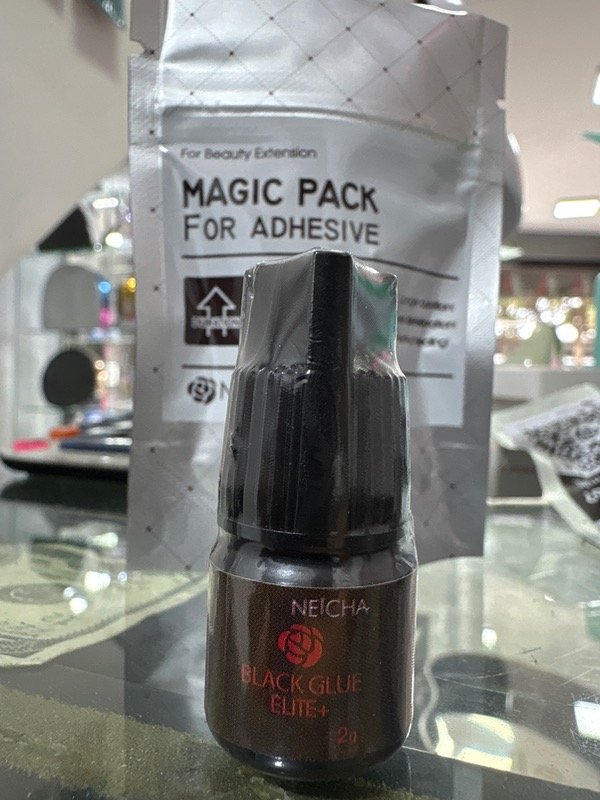 For Beauty Extension
MAGIC PACK
FOR ADHESIVE
NEICHA
BLACK GLUE
ELITE+
2g